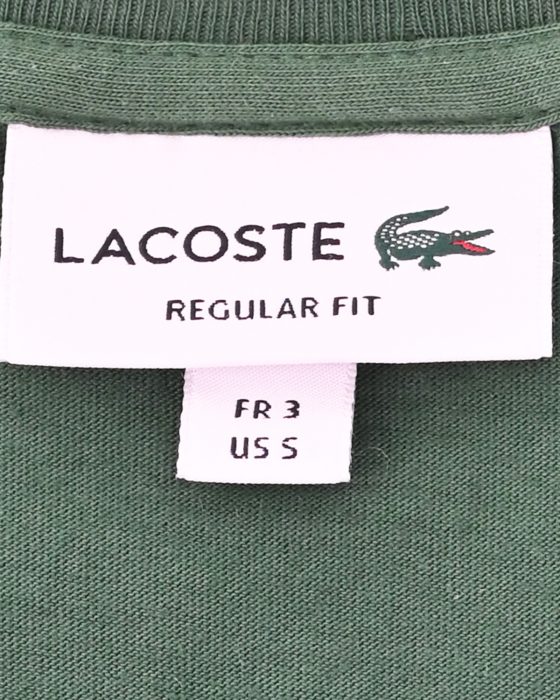 LACOSTE
REGULAR FIT
FR 3
US S